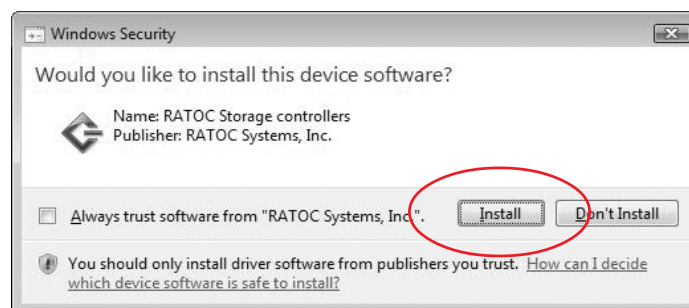 Windows Security
Would you like to install this device software?
Name: RATOC Storage controllers
Publisher: RATOC Systems, Inc.
Always trust software from "RATOC Systems, Inc.".
Install
Don't Install
You should only install driver software from publishers you trust. How can I decide
which device software is safe to install?